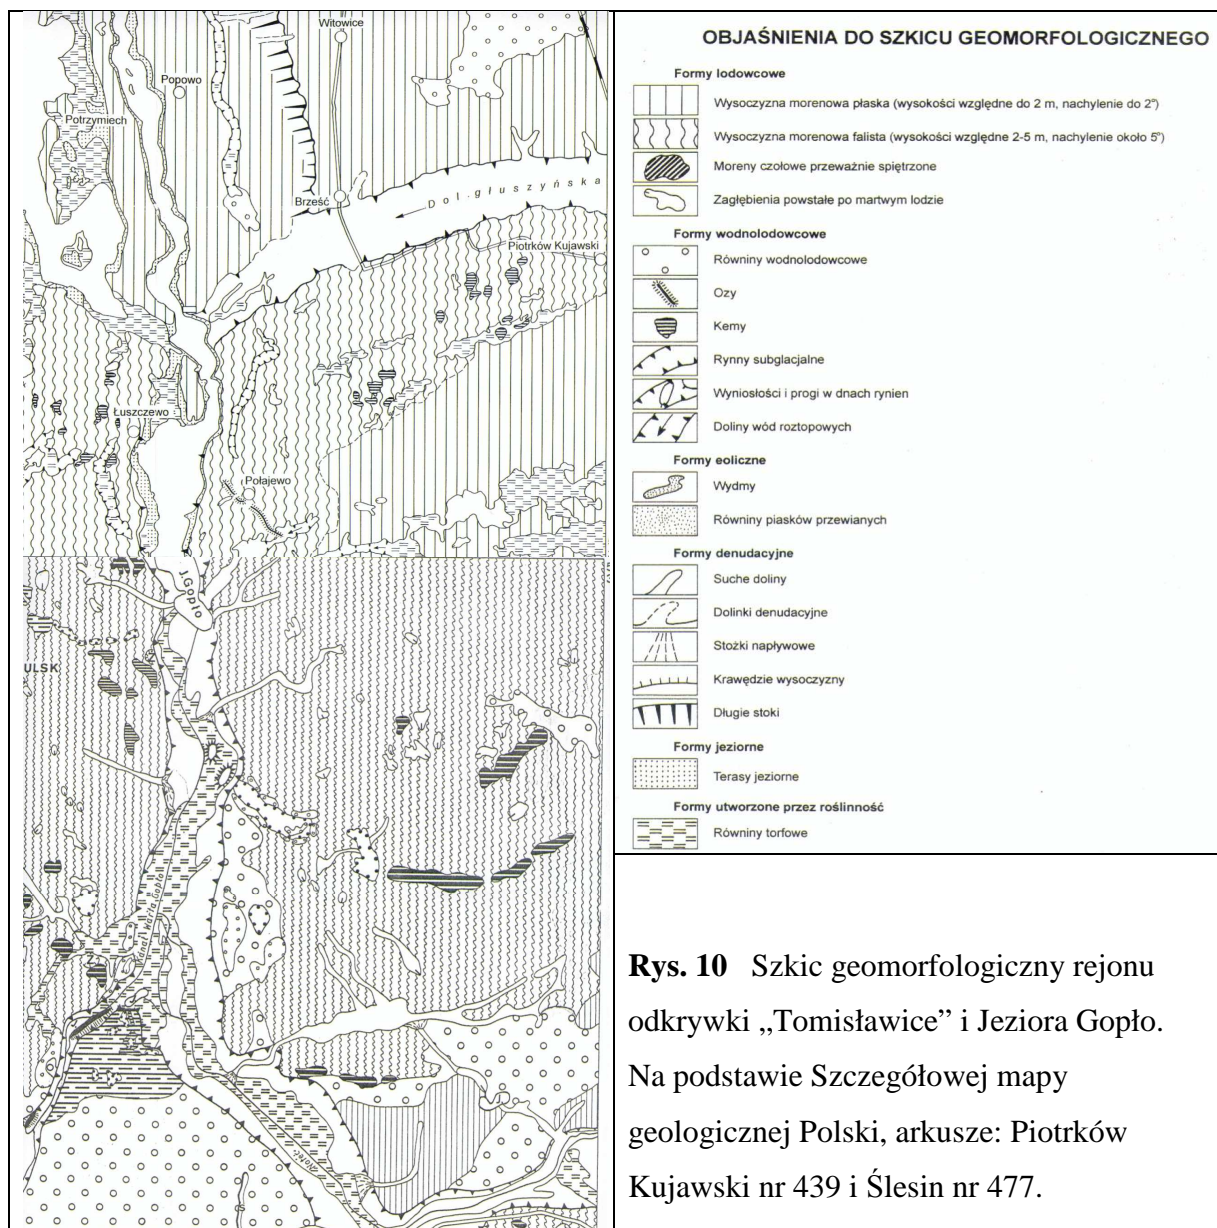 Witowice
Popowo
Potrzymiech
Brześć
Dol. głuszyńska
Piotrków Kujawski
Łuszczewo
Połajewo
J. Gopło
ULSK
Kanał Warta-Gopło
OBJAŚNIENIA DO SZKICU GEOMORFOLOGICZNEGO
Formy lodowcowe
Wysoczyzna morenowa płaska (wysokości względne do 2 m, nachylenie do 2°)
Wysoczyzna morenowa falista (wysokości względne 2-5 m, nachylenie około 5°)
Moreny czołowe przeważnie spiętrzone
Zagłębienia powstałe po martwym lodzie
Formy wodnolodowcowe
Równiny wodnolodowcowe
Ozy
Kemy
Rynny subglacjalne
Wyniosłości i progi w dnach rynien
Doliny wód roztopowych
Formy eoliczne
Wydmy
Równiny piasków przewianych
Formy denudacyjne
Suche doliny
Dolinki denudacyjne
Stożki napływowe
Krawędzie wysoczyzny
Długie stoki
Formy jeziorne
Terasy jeziorne
Formy utworzone przez roślinność
Równiny torfowe
Rys. 10 Szkic geomorfologiczny rejonu
odkrywki „Tomisławice” i Jeziora Gopło.
Na podstawie Szczegółowej mapy
geologicznej Polski, arkusze: Piotrków
Kujawski nr 439 i Ślesin nr 477.